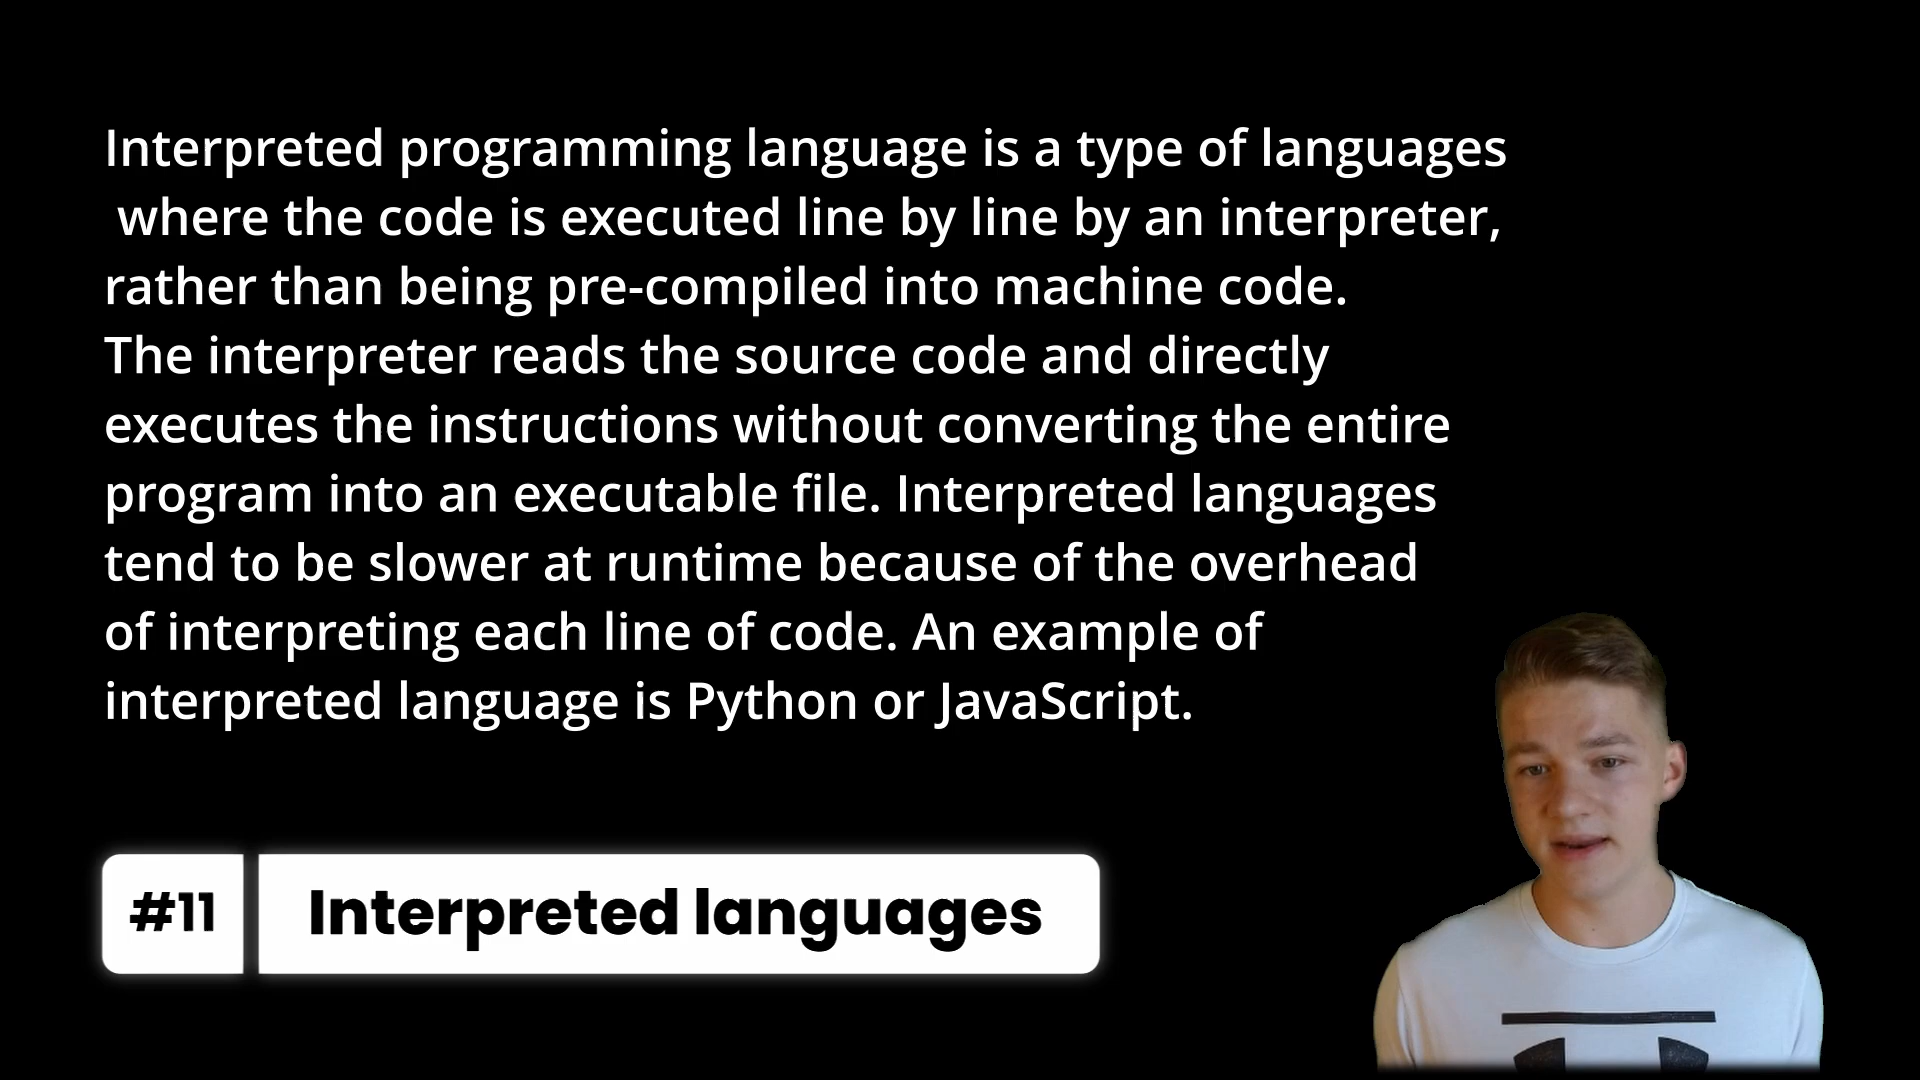 Interpreted programming language is a type of languages
where the code is executed line by line by an interpreter,
rather than being pre-compiled into machine code.
The interpreter reads the source code and directly
executes the instructions without converting the entire
program into an executable file. Interpreted languages
tend to be slower at runtime because of the overhead
of interpreting each line of code. An example of
interpreted language is Python or JavaScript.
#11 Interpreted languages